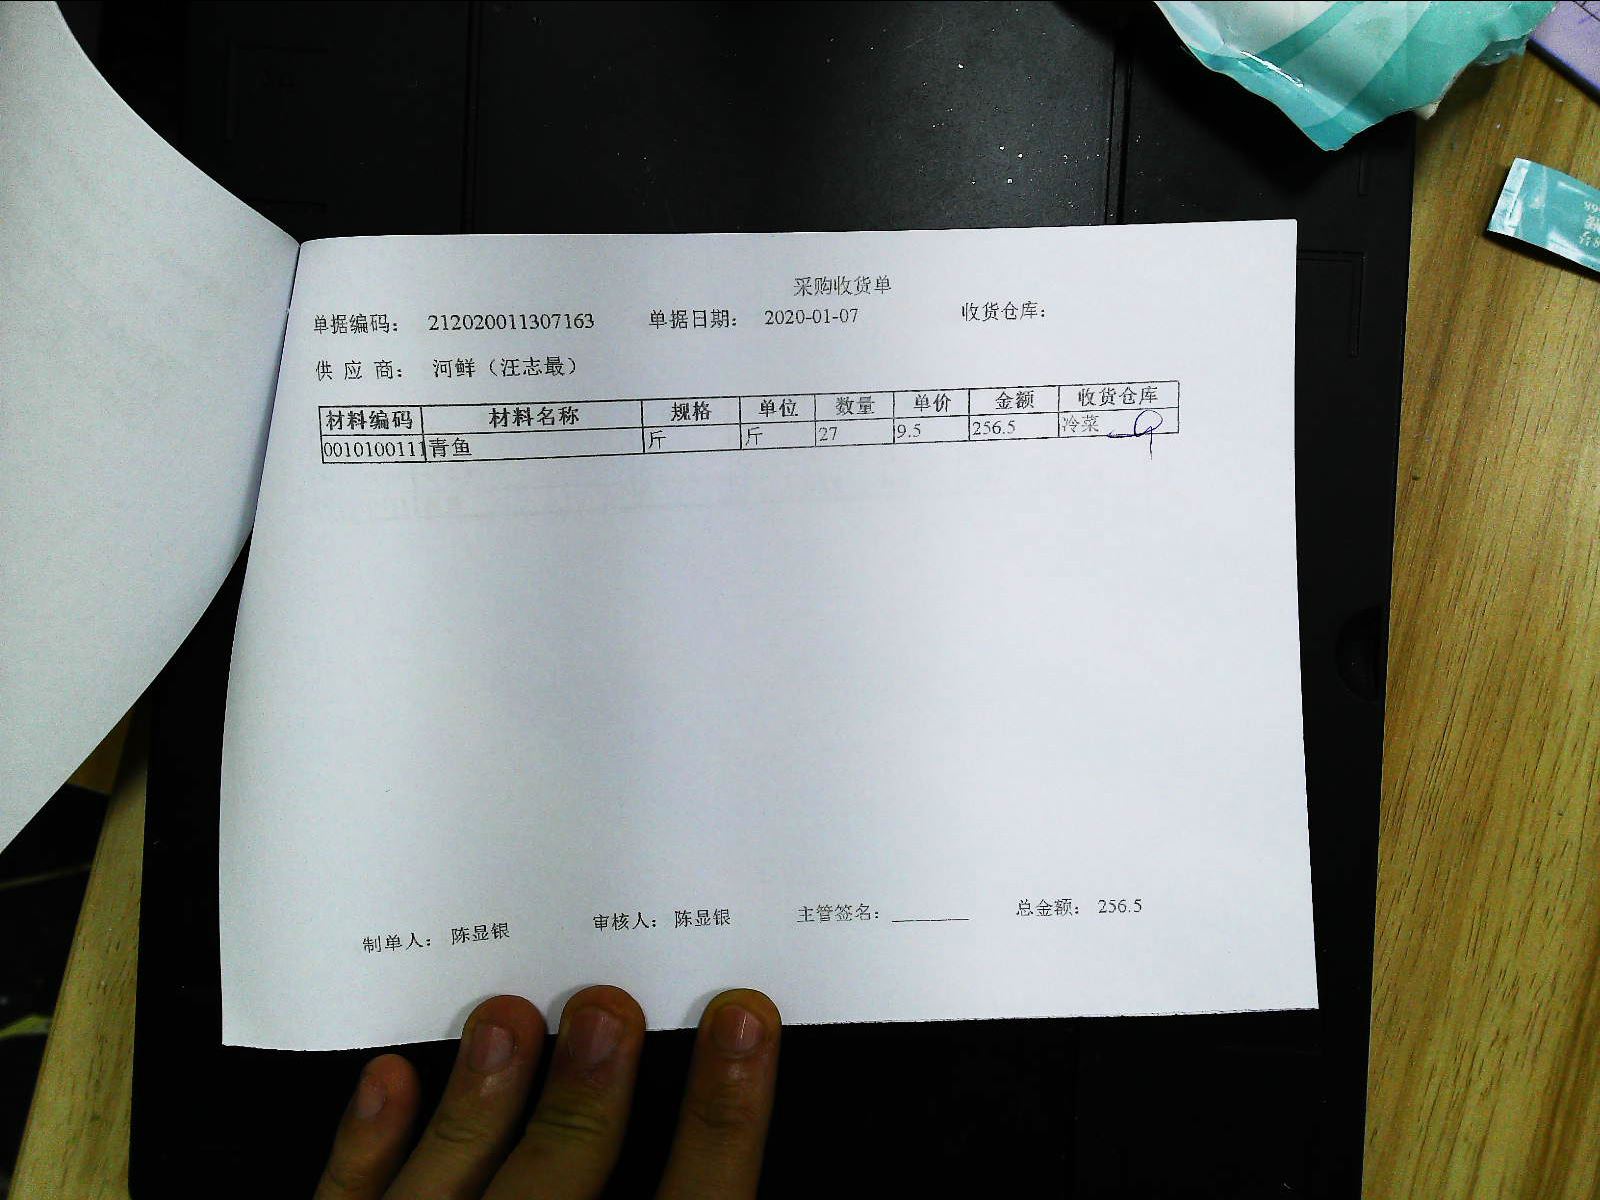 采购收货单
单据编码： 212020011307163 单据日期： 2020-01-07 收货仓库：
供 应 商： 河鲜（汪志最）
材料编码 材料名称 规格 单位 数量 单价 金额 收货仓库
0010100111 青鱼 斤 斤 27 9.5 256.5 冷菜
制单人： 陈显银 审核人： 陈显银 主管签名：________ 总金额： 256.5